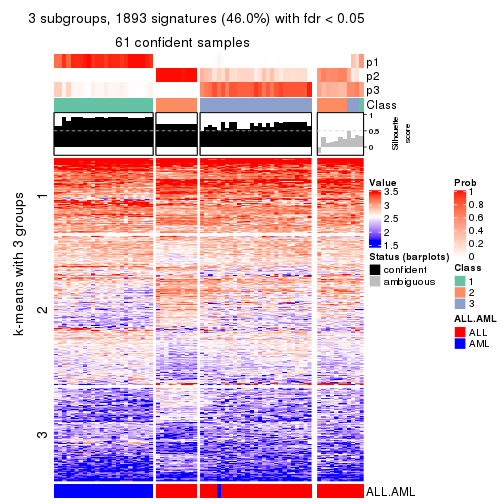 3 subgroups, 1893 signatures (46.0%) with fdr < 0.05
61 confident samples
p1
p2
p3
Class
1
0.5
0
Silhouette
score
k-means with 3 groups
1
2
3
ALL.AML
Value
3.5
3
2.5
2
1.5
Status (barplots)
confident
ambiguous
Prob
1
0.8
0.6
0.4
0.2
0
Class
1
2
3
ALL.AML
ALL
AML